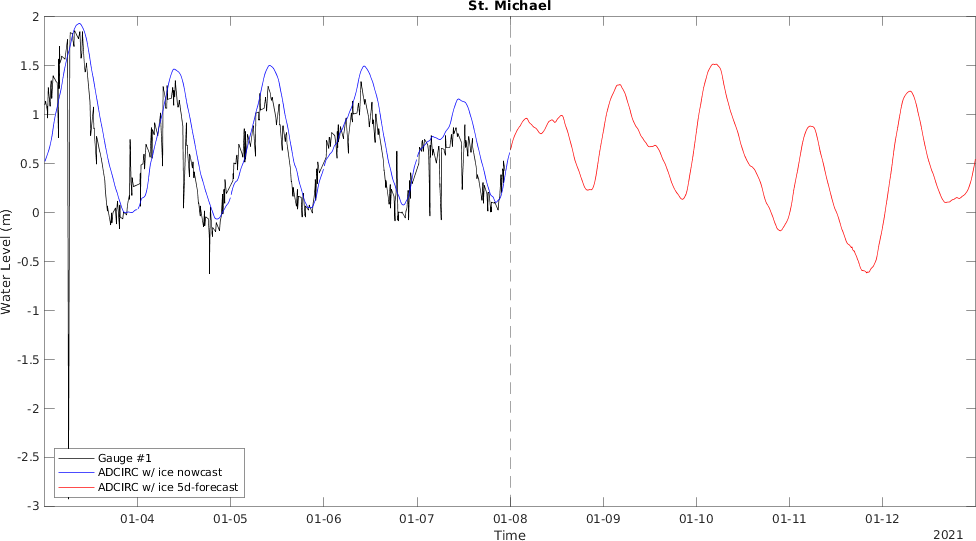 St. Michael
2
1.5
1
0.5
0
-0.5
-1
-1.5
-2
-2.5
-3
Water Level (m)
Gauge #1
ADCIRC w/ ice nowcast
ADCIRC w/ ice 5d-forecast
01-04 01-05 01-06 01-07 01-08 01-09 01-10 01-11 01-12
Time
2021